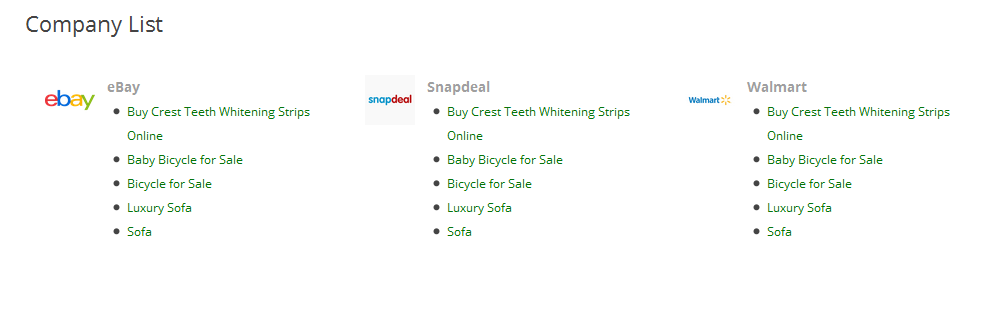 Company List
ebay
eBay
Buy Crest Teeth Whitening Strips
Online
Baby Bicycle for Sale
Bicycle for Sale
Luxury Sofa
Sofa
snapdeal
Snapdeal
Buy Crest Teeth Whitening Strips
Online
Baby Bicycle for Sale
Bicycle for Sale
Luxury Sofa
Sofa
Walmart
Walmart
Buy Crest Teeth Whitening Strips
Online
Baby Bicycle for Sale
Bicycle for Sale
Luxury Sofa
Sofa